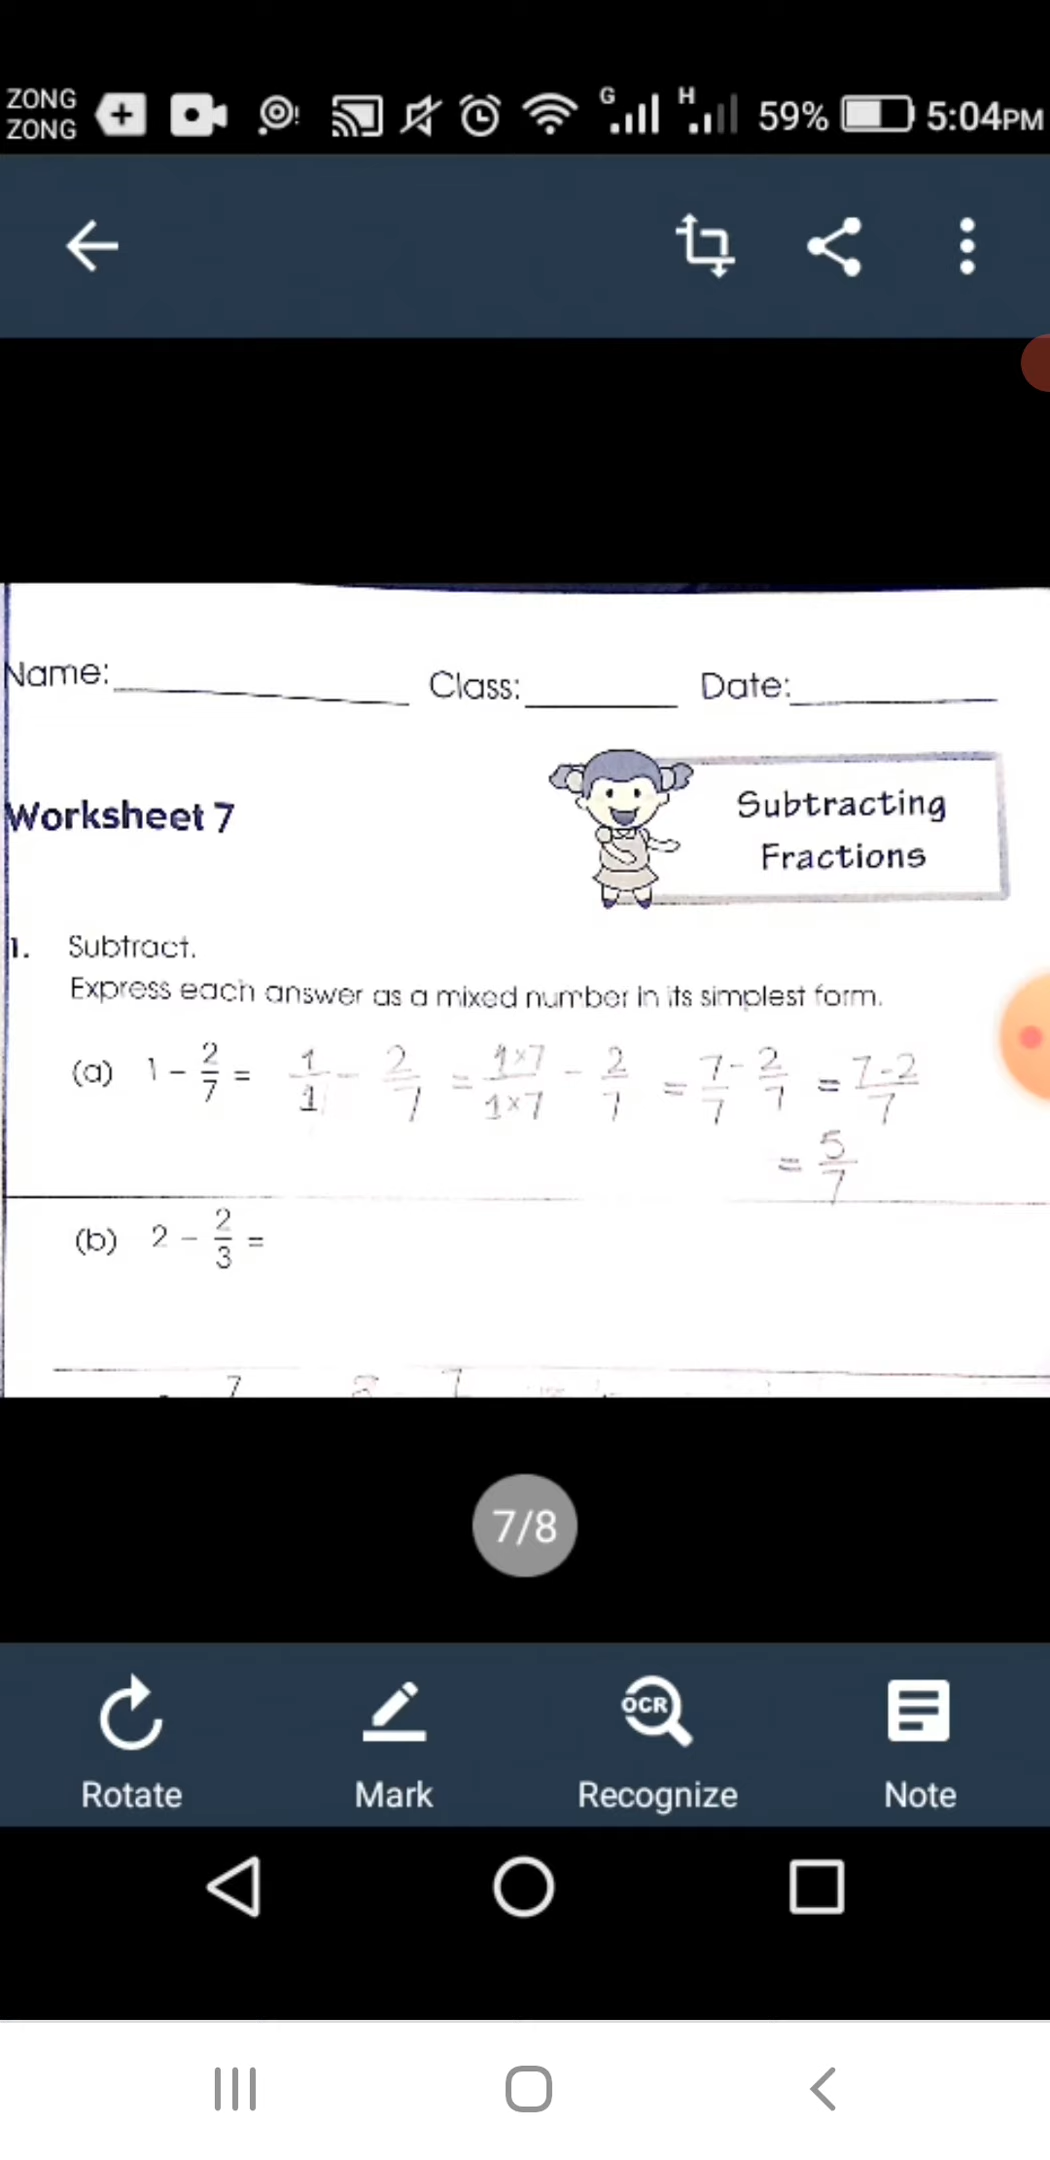 ZONG
ZONG
G H 59% 5:04PM
Name: Class: Date:
Worksheet 7
Subtracting
Fractions
1. Subtract.
Express each answer as a mixed number in its simplest form.
(a) 1 - 2/7 = 1/1 - 2/7 = 1×7/1×7 - 2/7 = 7/7 - 2/7 = 7-2/7
= 5/7
(b) 2 - 2/3 =
7/8
OCR
Rotate Mark Recognize Note